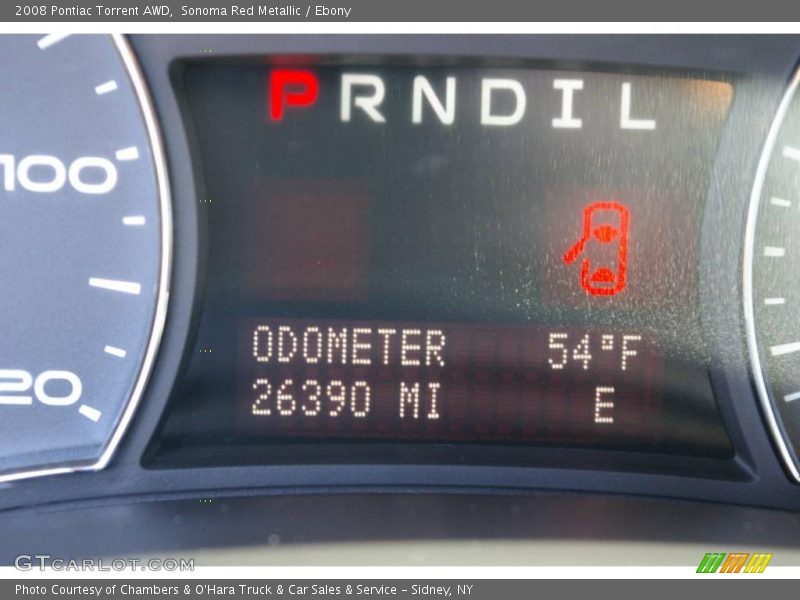 2008 Pontiac Torrent AWD,  Sonoma Red Metallic / Ebony
P R N D I L
100
20
ODOMETER 54°F
26390 MI E
GTCARLOT.COM
Photo Courtesy of Chambers & O'Hara Truck & Car Sales & Service - Sidney, NY